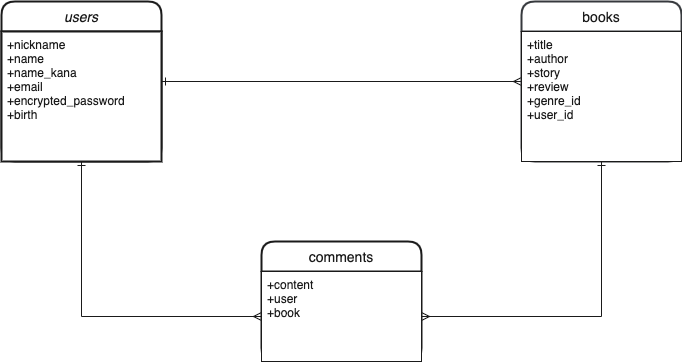 users
+nickname
+name
+name_kana
+email
+encrypted_password
+birth
books
+title
+author
+story
+review
+genre_id
+user_id
comments
+content
+user
+book